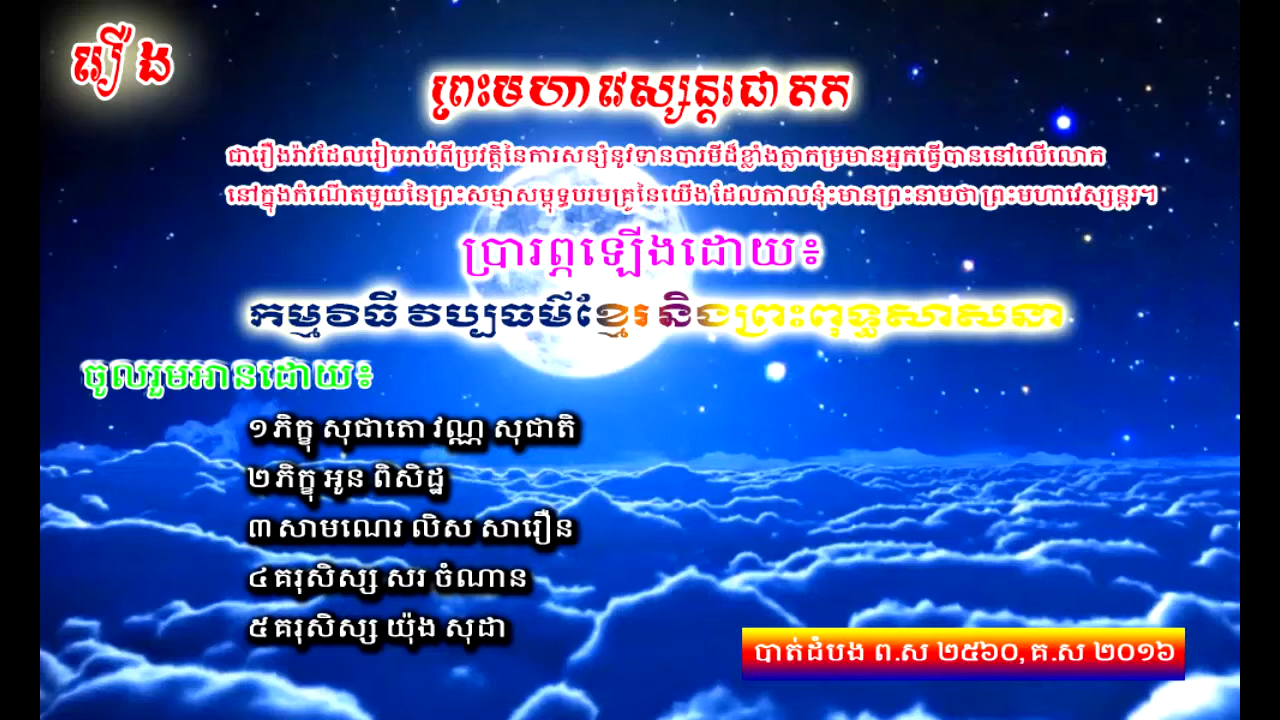 រឿង
ព្រះមហាវេស្សន្តរជាតក
ជារឿងរ៉ាវដែលរៀបរាប់ពីប្រវត្តិនៃការសន្សំនូវទានបារមីដ៏ខ្លាំងក្លាកម្រមានអ្នកធ្វើបាននៅលើលោក
នៅក្នុងកំណើតមួយនៃព្រះសម្មាសម្ពុទ្ធបរមគ្រូនៃយើង ដែលកាលនុ៎ះមានព្រះនាមថា ព្រះមហាវេស្សន្តរ។
ប្រារព្ភឡើងដោយ៖
កម្មវិធី វប្បធម៌ខ្មែរ និងព្រះពុទ្ធសាសនា
ចូលរួមអានដោយ៖
១ភិក្ខុ សុជាតោ វណ្ណ សុជាតិ
២ភិក្ខុ អូន ពិសិដ្ឋ
៣សាមណេរ លិស សារឿន
៤គរុសិស្ស សរ ចំណាន
៥គរុសិស្ស យ៉ុង សុដា
បាត់ដំបង ព.ស ២៥៦០, គ.ស ២០១៦